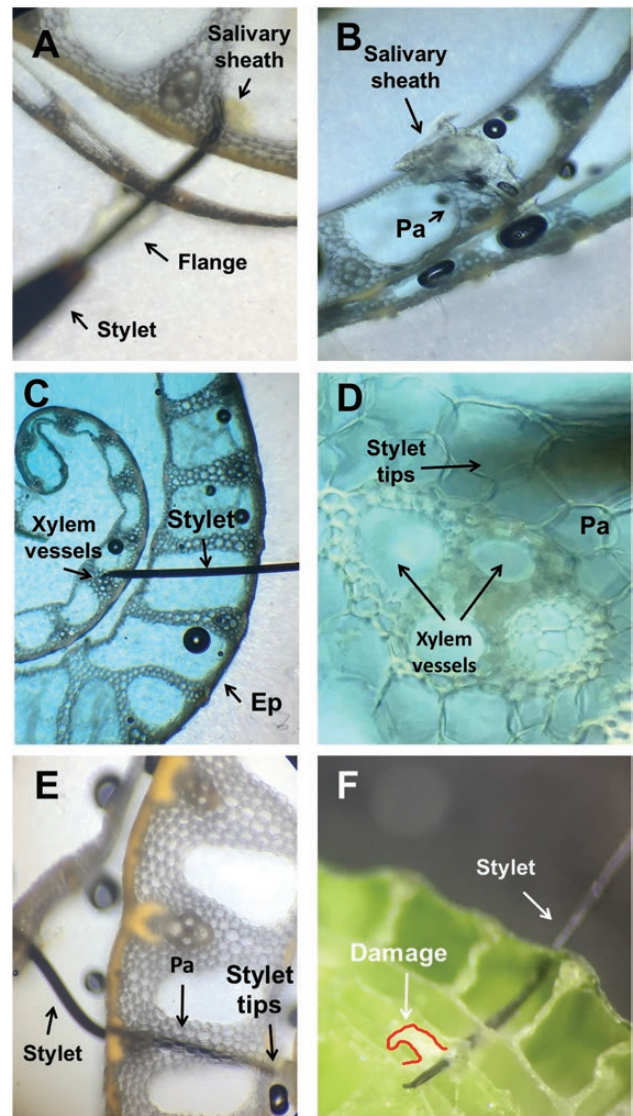 A
Salivary
sheath
Flange
Stylet
B
Salivary
sheath
Pa
C
Xylem
vessels
Stylet
Ep
D
Stylet
tips
Pa
Xylem
vessels
E
Pa
Stylet
tips
Stylet
F
Stylet
Damage